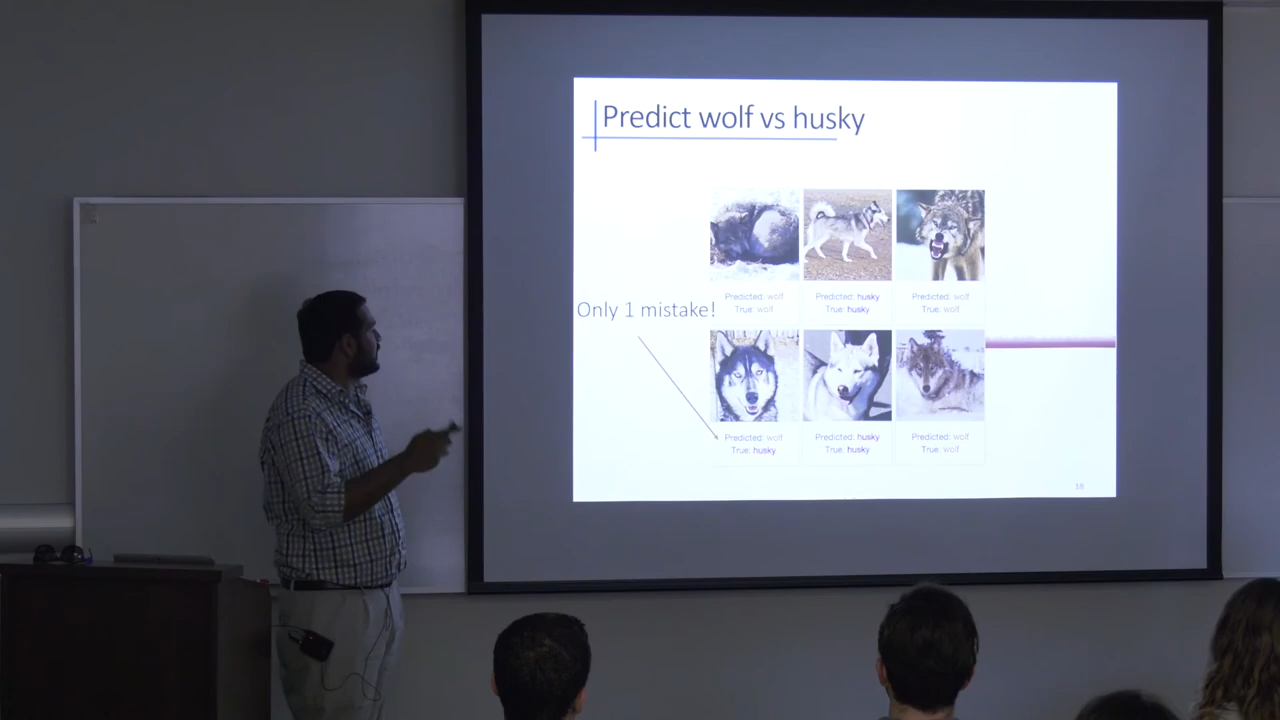 Predict wolf vs husky
Predicted: wolf
True: wolf
Predicted: husky
True: husky
Predicted: wolf
True: wolf
Only 1 mistake!
Predicted: wolf
True: husky
Predicted: husky
True: husky
Predicted: wolf
True: wolf
18